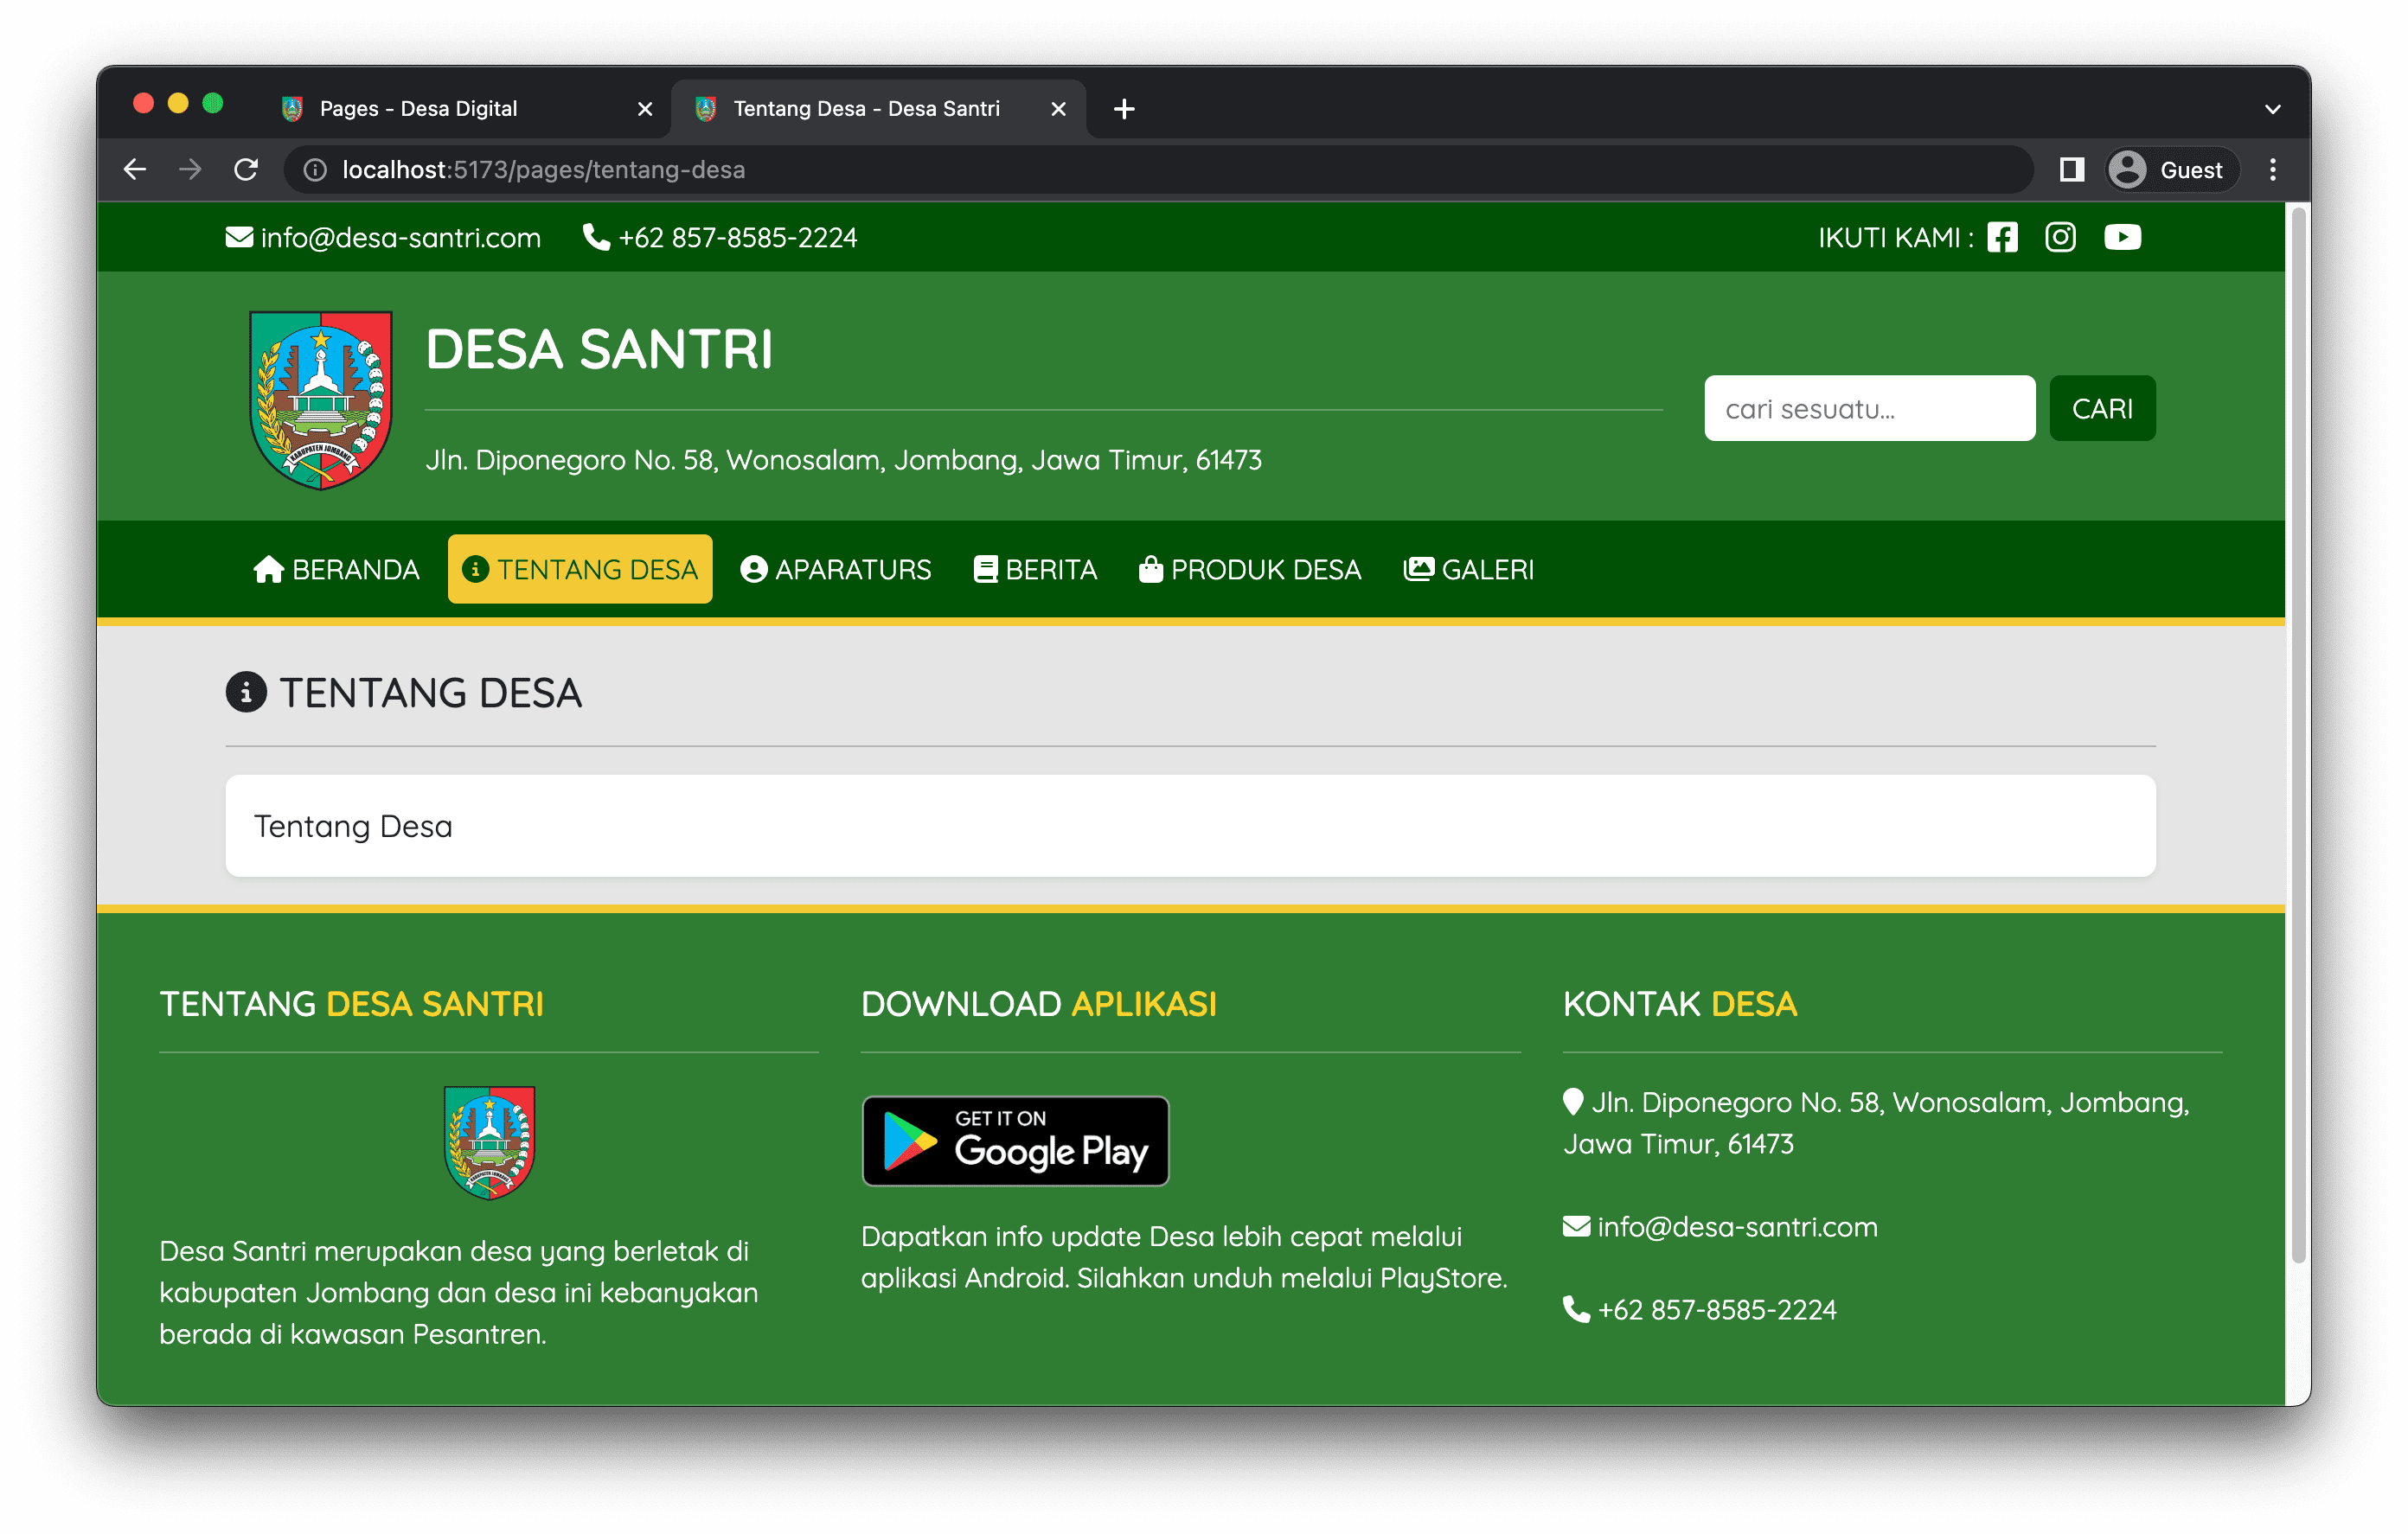 Pages - Desa Digital
Tentang Desa - Desa Santri
localhost:5173/pages/tentang-desa
Guest
info@desa-santri.com
+62 857-8585-2224
IKUTI KAMI :
KABUPATEN JOMBANG
DESA SANTRI
Jln. Diponegoro No. 58, Wonosalam, Jombang, Jawa Timur, 61473
cari sesuatu...
CARI
BERANDA
TENTANG DESA
APARATURS
BERITA
PRODUK DESA
GALERI
TENTANG DESA
Tentang Desa
TENTANG DESA SANTRI
KABUPATEN JOMBANG
Desa Santri merupakan desa yang berletak di
kabupaten Jombang dan desa ini kebanyakan
berada di kawasan Pesantren.
DOWNLOAD APLIKASI
GET IT ON
Google Play
Dapatkan info update Desa lebih cepat melalui
aplikasi Android. Silahkan unduh melalui PlayStore.
KONTAK DESA
Jln. Diponegoro No. 58, Wonosalam, Jombang,
Jawa Timur, 61473
info@desa-santri.com
+62 857-8585-2224